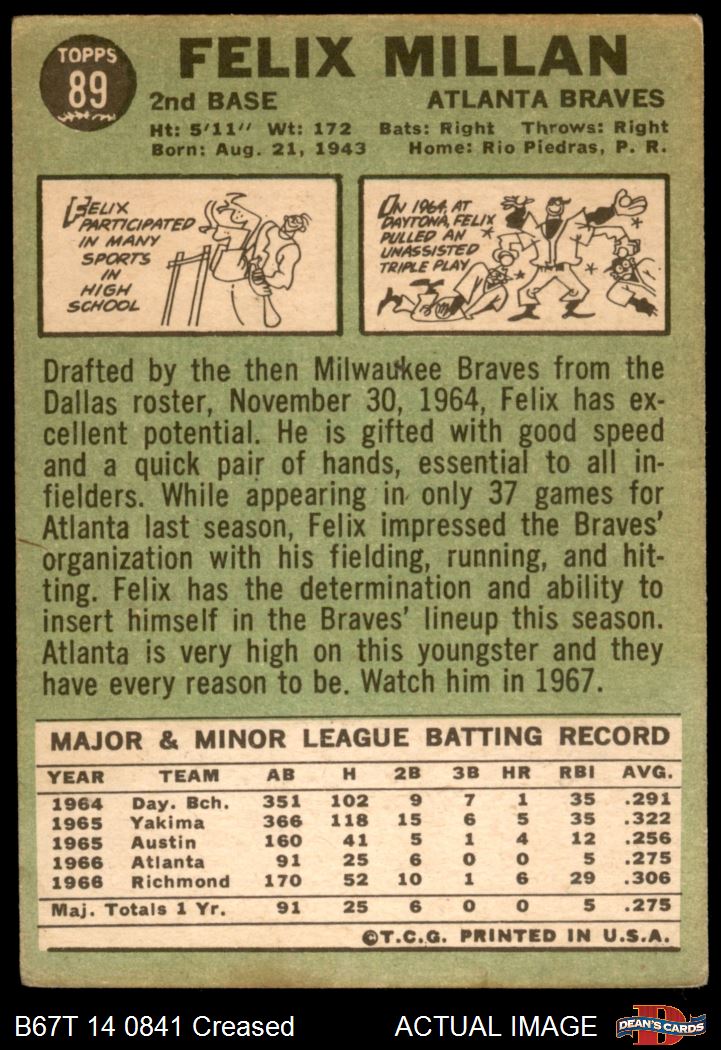 TOPPS
89
FELIX MILLAN
2nd BASE ATLANTA BRAVES
Ht: 5'11" Wt: 172 Bats: Right Throws: Right
Born: Aug. 21, 1943 Home: Rio Piedras, P. R.
FELIX
PARTICIPATED
IN MANY
SPORTS
IN
HIGH
SCHOOL
ON 1964, AT
DAYTONA, FELIX
PULLED AN
UNASSISTED
TRIPLE PLAY
Drafted by the then Milwaukee Braves from the
Dallas roster, November 30, 1964, Felix has ex-
cellent potential. He is gifted with good speed
and a quick pair of hands, essential to all in-
fielders. While appearing in only 37 games for
Atlanta last season, Felix impressed the Braves'
organization with his fielding, running, and hit-
ting. Felix has the determination and ability to
insert himself in the Braves' lineup this season.
Atlanta is very high on this youngster and they
have every reason to be. Watch him in 1967.
MAJOR & MINOR LEAGUE BATTING RECORD
YEAR TEAM AB H 2B 3B HR RBI AVG.
1964 Day. Bch. 351 102 9 7 1 35 .291
1965 Yakima 366 118 15 6 5 35 .322
1965 Austin 160 41 5 1 4 12 .256
1966 Atlanta 91 25 6 0 0 5 .275
1966 Richmond 170 52 10 1 6 29 .306
Maj. Totals 1 Yr. 91 25 6 0 0 5 .275
©T.C.G. PRINTED IN U.S.A.
B67T 14 0841 Creased ACTUAL IMAGE DEAN'S CARDS